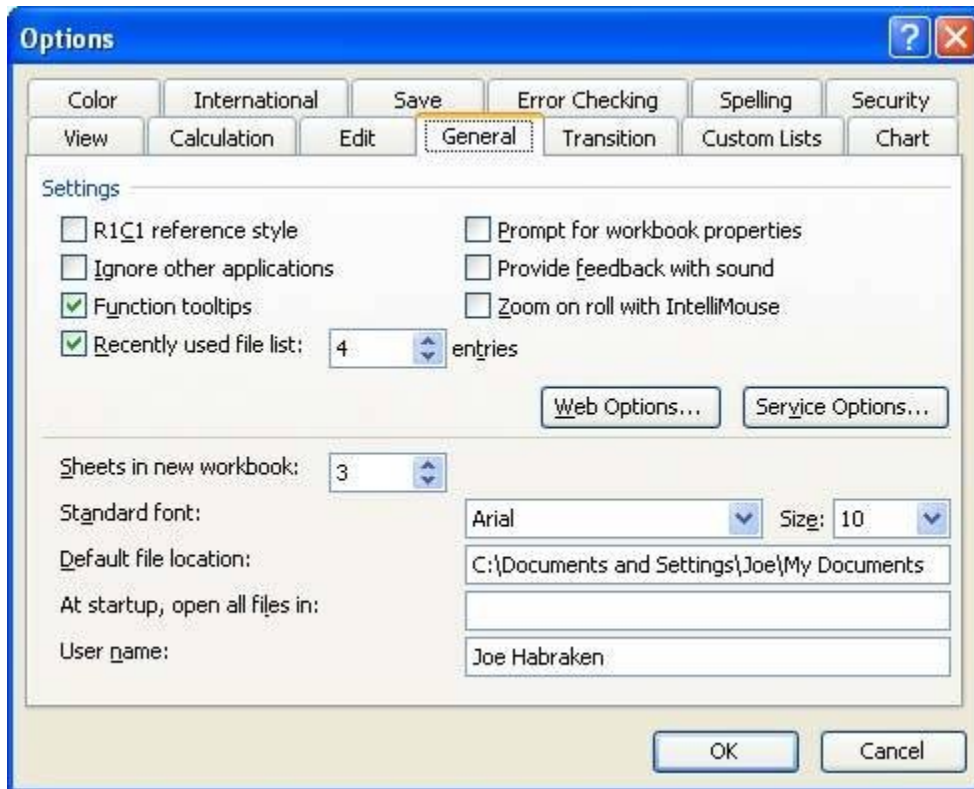 Options
Color International Save Error Checking Spelling Security
View Calculation Edit General Transition Custom Lists Chart
Settings
R1C1 reference style
Prompt for workbook properties
Ignore other applications
Provide feedback with sound
Function tooltips
Zoom on roll with IntelliMouse
Recently used file list: 4 entries
Web Options... Service Options...
Sheets in new workbook: 3
Standard font: Arial Size: 10
Default file location: C:\Documents and Settings\Joe\My Documents
At startup, open all files in:
User name: Joe Habraken
OK Cancel